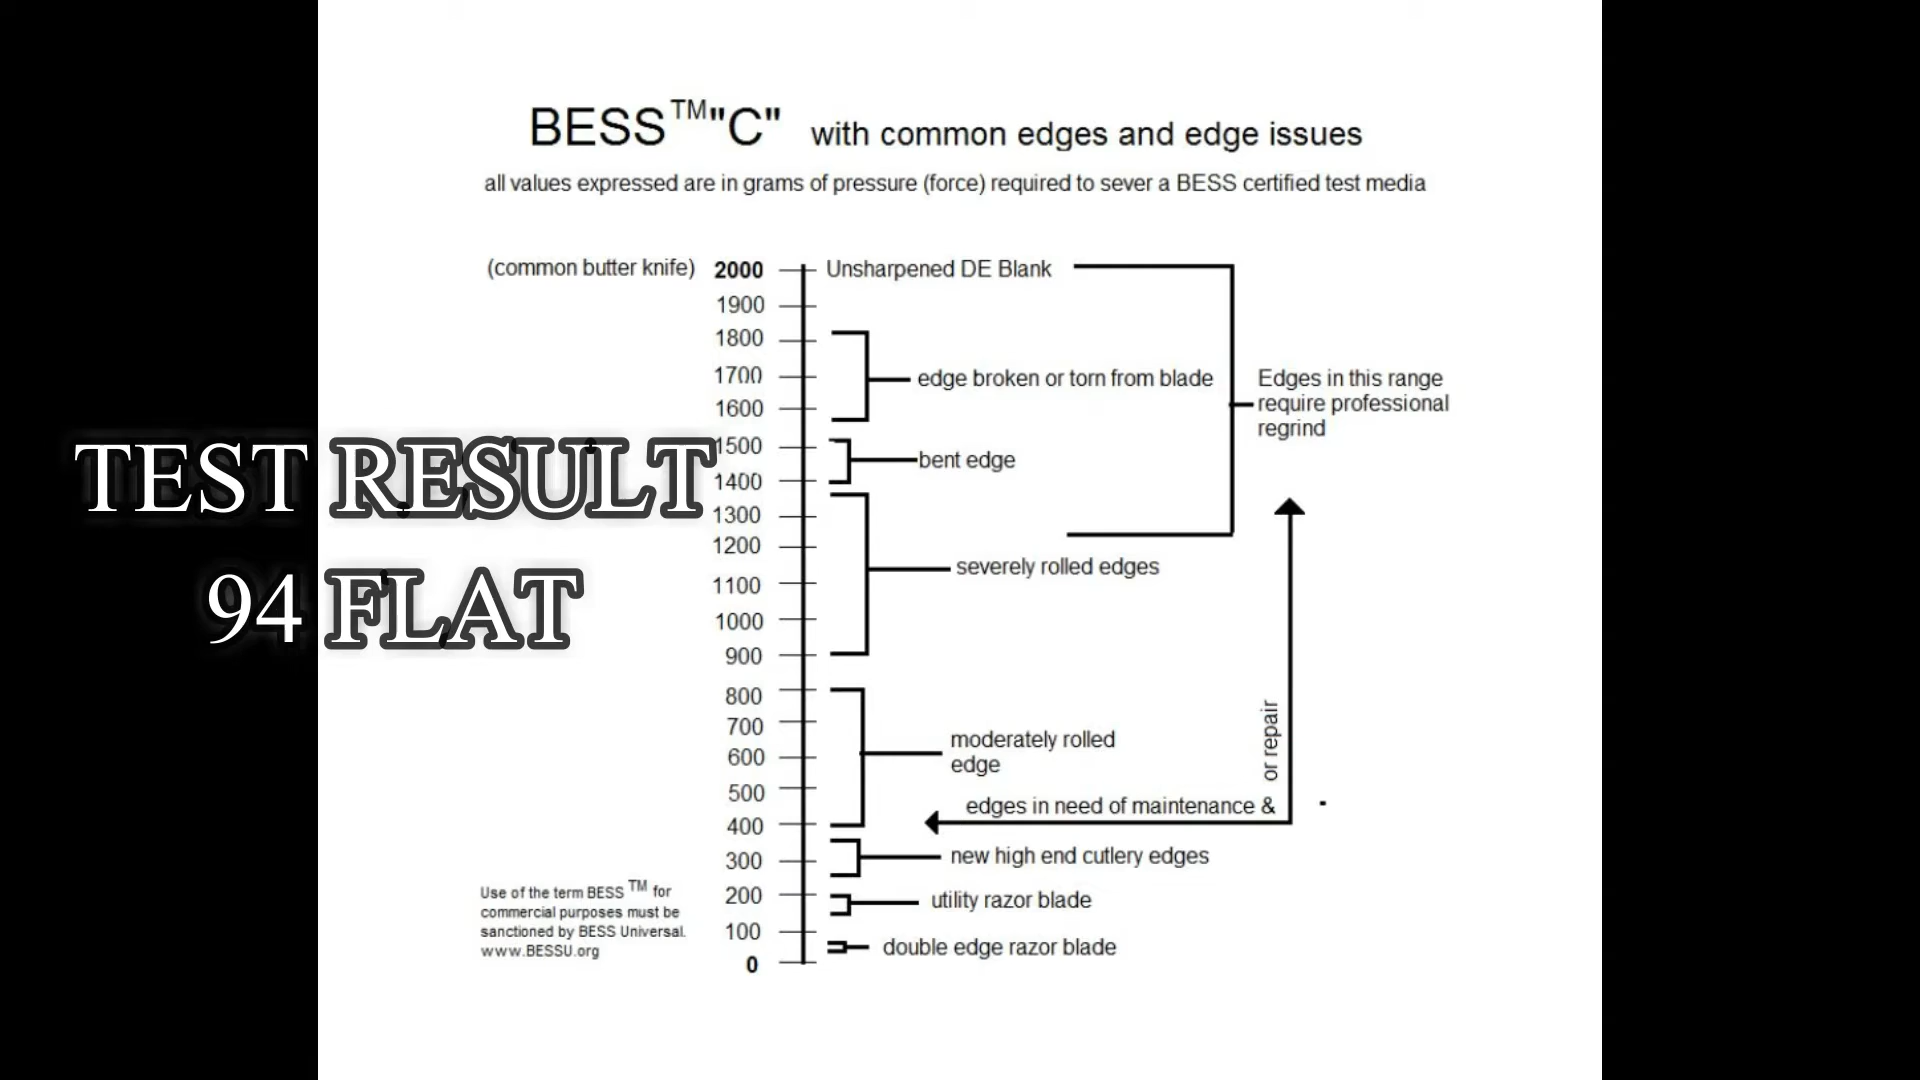 BESS™"C" with common edges and edge issues
all values expressed are in grams of pressure (force) required to sever a BESS certified test media
(common butter knife) 2000 Unsharpened DE Blank
1900
1800
1700
edge broken or torn from blade
1600
Edges in this range
require professional
regrind
TEST RESULT
94 FLAT
1500
bent edge
1400
1300
1200
severely rolled edges
1100
1000
900
800
700
moderately rolled
edge
600
500
or repair
edges in need of maintenance &
400
new high end cutlery edges
300
200
utility razor blade
100
double edge razor blade
0
Use of the term BESS ™ for
commercial purposes must be
sanctioned by BESS Universal.
www.BESSU.org